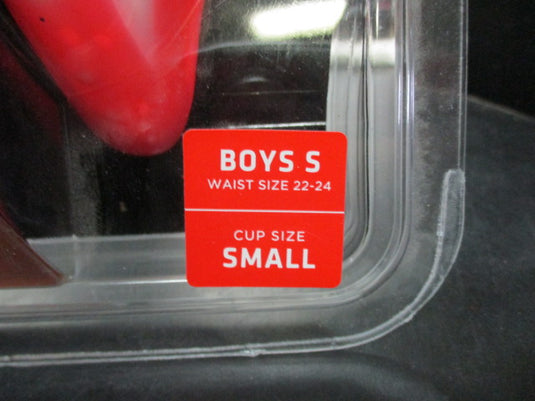 BOYS S
WAIST SIZE 22-24
CUP SIZE
SMALL